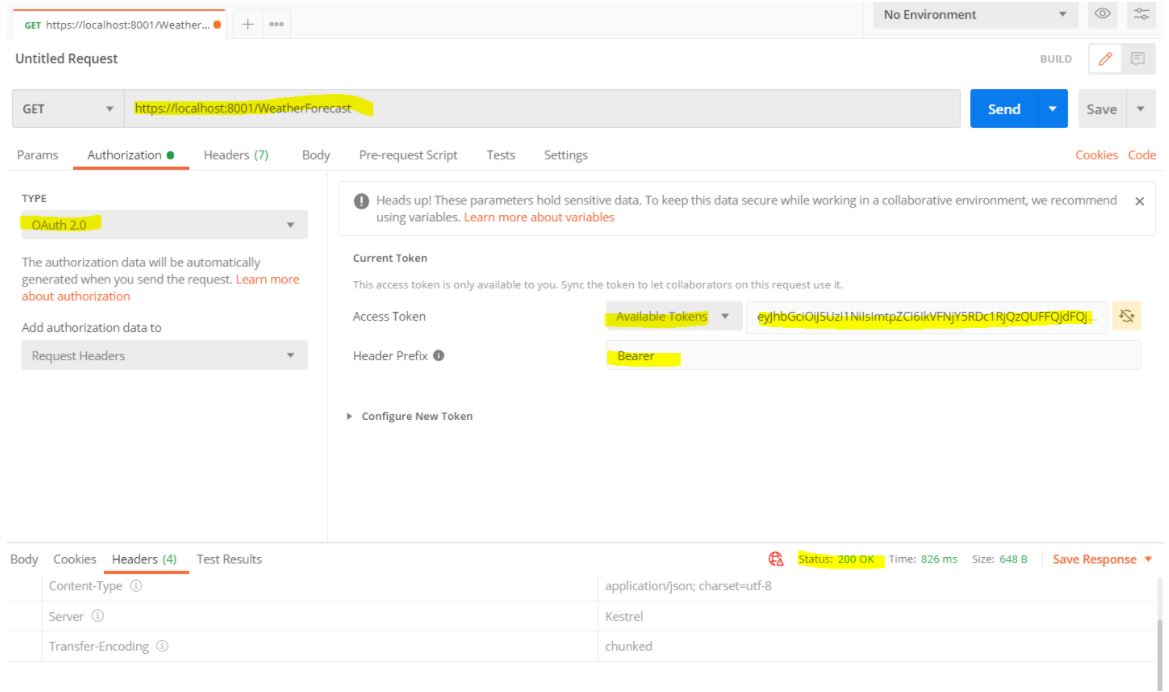 GET https://localhost:8001/Weather...
No Environment
Untitled Request
BUILD
GET
https://localhost:8001/WeatherForecast
Send
Save
Params Authorization Headers (7) Body Pre-request Script Tests Settings Cookies Code
TYPE
OAuth 2.0
The authorization data will be automatically
generated when you send the request. Learn more
about authorization
Add authorization data to
Request Headers
Heads up! These parameters hold sensitive data. To keep this data secure while working in a collaborative environment, we recommend
using variables. Learn more about variables
Current Token
This access token is only available to you. Sync the token to let collaborators on this request use it.
Access Token
Available Tokens
Header Prefix
Bearer
Configure New Token
Body Cookies Headers (4) Test Results Status: 200 OK Time: 826 ms Size: 648 B Save Response
Content-Type application/json; charset=utf-8
Server Kestrel
Transfer-Encoding chunked